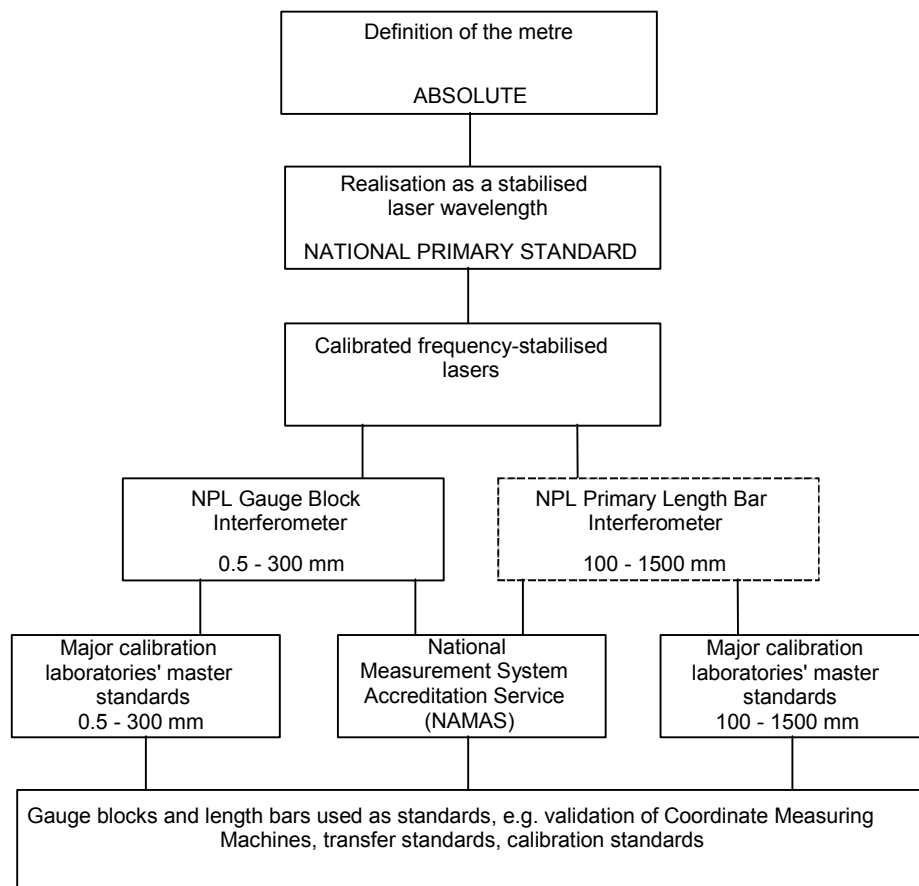 Definition of the metre
ABSOLUTE
Realisation as a stabilised
laser wavelength
NATIONAL PRIMARY STANDARD
Calibrated frequency-stabilised
lasers
NPL Gauge Block
Interferometer
0.5 - 300 mm
NPL Primary Length Bar
Interferometer
100 - 1500 mm
Major calibration
laboratories' master
standards
0.5 - 300 mm
National
Measurement System
Accreditation Service
(NAMAS)
Major calibration
laboratories' master
standards
100 - 1500 mm
Gauge blocks and length bars used as standards, e.g. validation of Coordinate Measuring
Machines, transfer standards, calibration standards